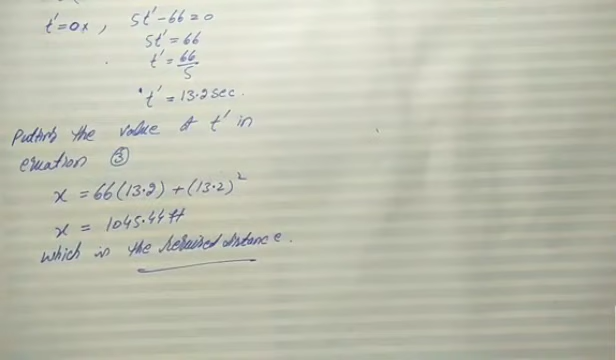 t' = 0 x , 5t' - 66 = 0
5t' = 66
t' = 66/5
t' = 13.2 sec.
Putting the value of t' in
equation ③
x = 66(13.2) + (13.2)²
x = 1045.44 ft
which is the required distance.